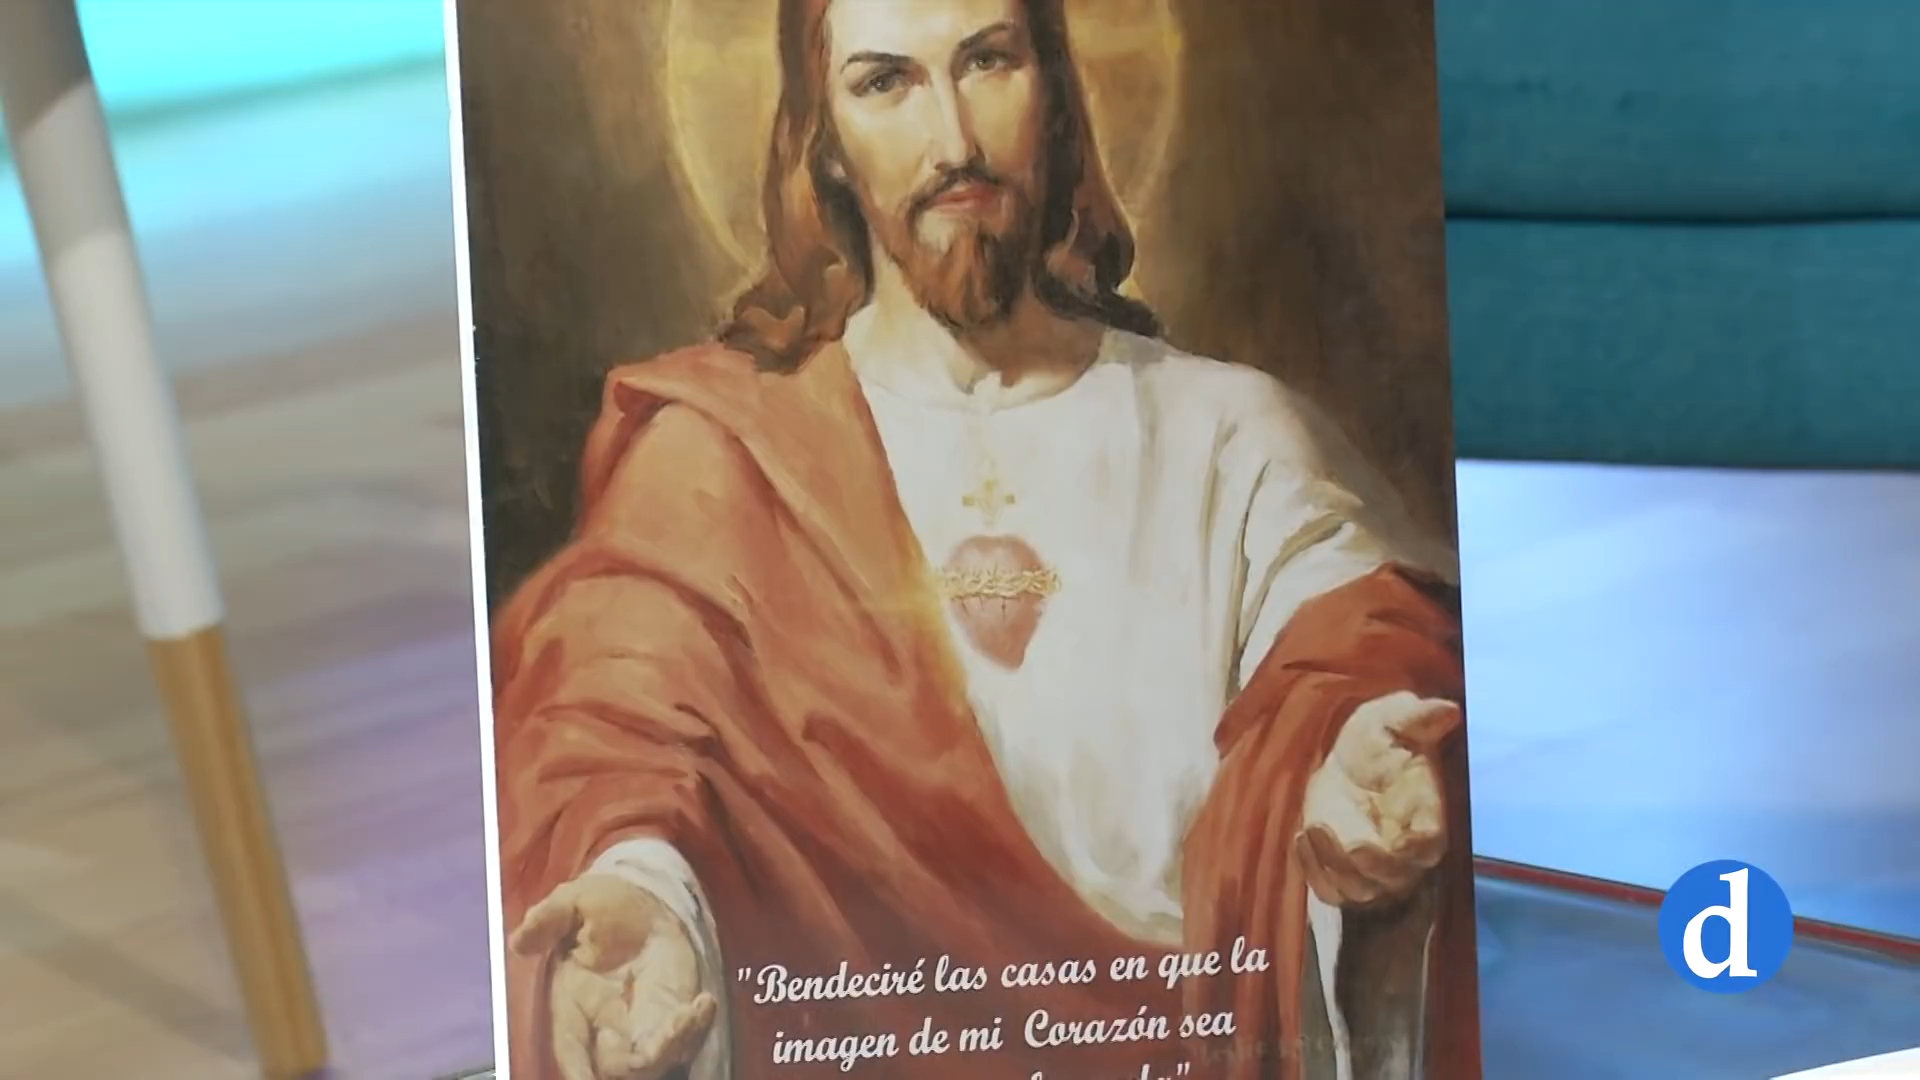 "Bendeciré las casas en que la
imagen de mi Corazón sea
d